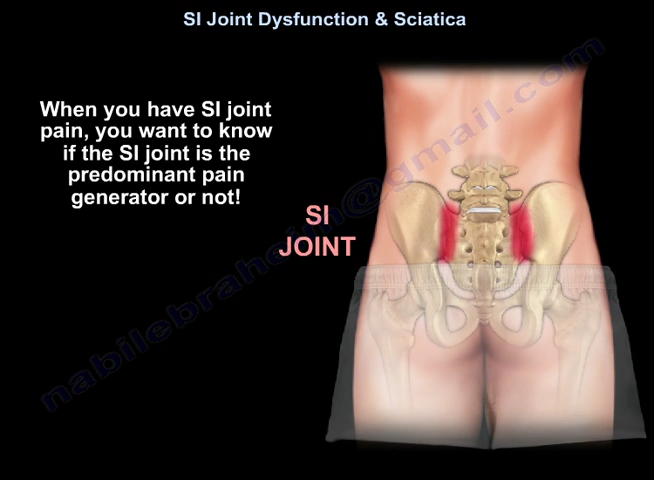 SI Joint Dysfunction & Sciatica
When you have SI joint
pain, you want to know
if the SI joint is the
predominant pain
generator or not!
SI
JOINT
nabilebraheim@gmail.com